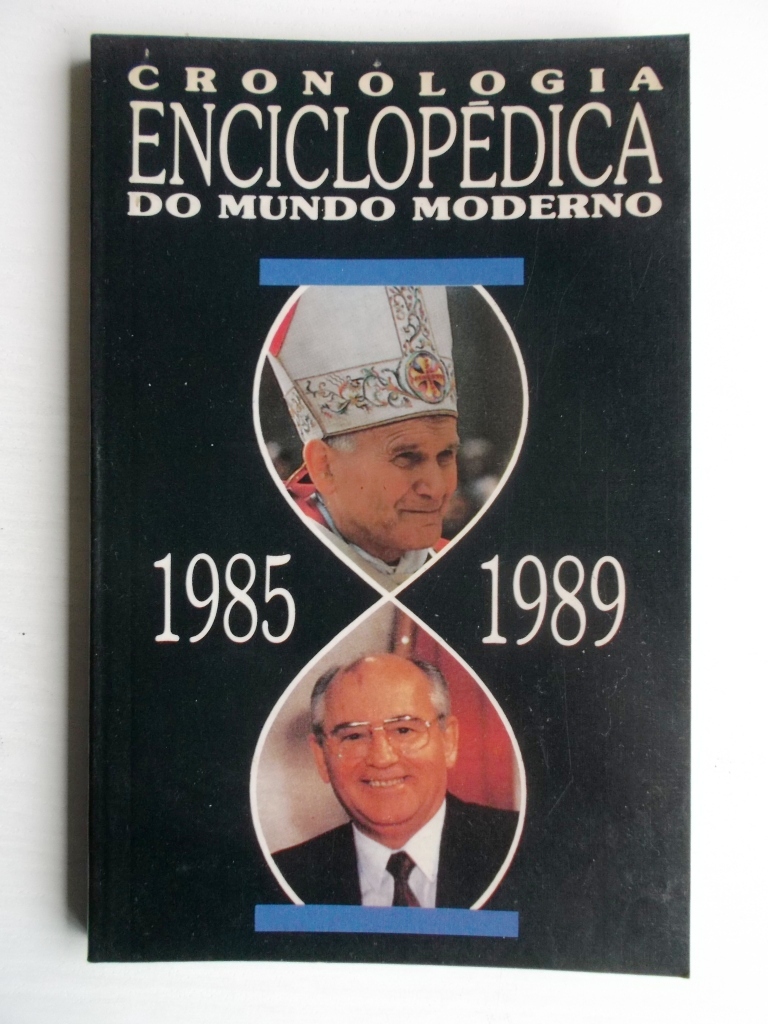 CRONOLOGIA
ENCICLOPÉDICA
DO MUNDO MODERNO
1985 1989